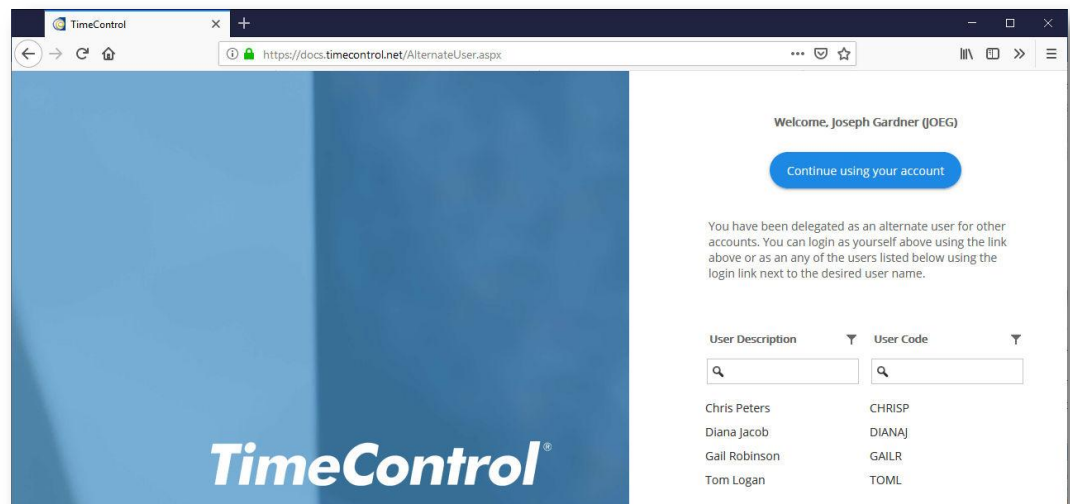 TimeControl
https://docs.timecontrol.net/AlternateUser.aspx
Welcome, Joseph Gardner (JOEG)
Continue using your account
You have been delegated as an alternate user for other
accounts. You can login as yourself above using the link
above or as an any of the users listed below using the
login link next to the desired user name.
User Description User Code
Chris Peters CHRISP
Diana Jacob DIANAJ
Gail Robinson GAILR
Tom Logan TOML
TimeControl®